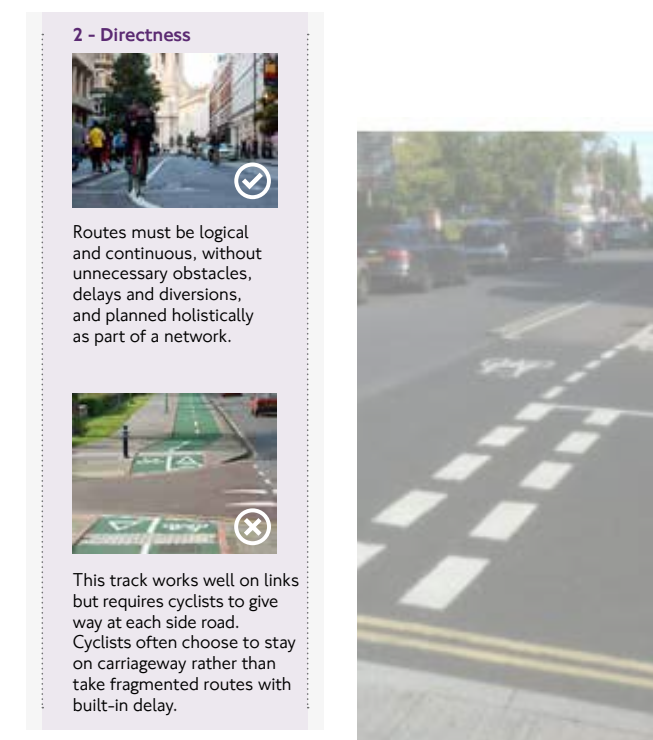 2 - Directness
Routes must be logical
and continuous, without
unnecessary obstacles,
delays and diversions,
and planned holistically
as part of a network.
This track works well on links
but requires cyclists to give
way at each side road.
Cyclists often choose to stay
on carriageway rather than
take fragmented routes with
built-in delay.